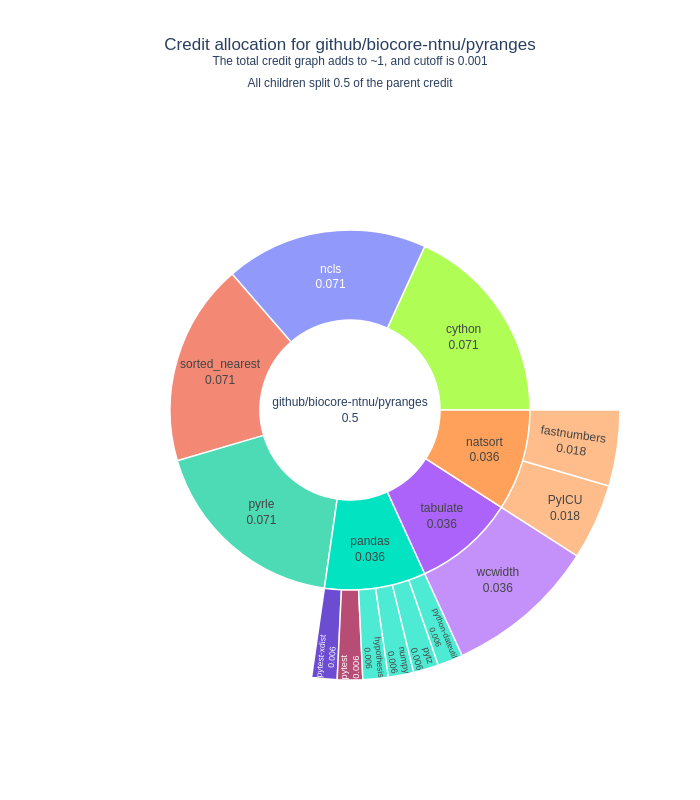 Credit allocation for github/biocore-ntnu/pyranges
The total credit graph adds to ~1, and cutoff is 0.001
All children split 0.5 of the parent credit
ncls
0.071
cython
0.071
sorted_nearest
0.071
github/biocore-ntnu/pyranges
0.5
natsort
0.036
fastnumbers
0.018
PyICU
0.018
pyrle
0.071
tabulate
0.036
pandas
0.036
wcwidth
0.036
pytest-xdist
0.006
pytest
0.006
hypothesis
0.006
numpy
0.006
pytz
0.006
python-dateutil
0.006